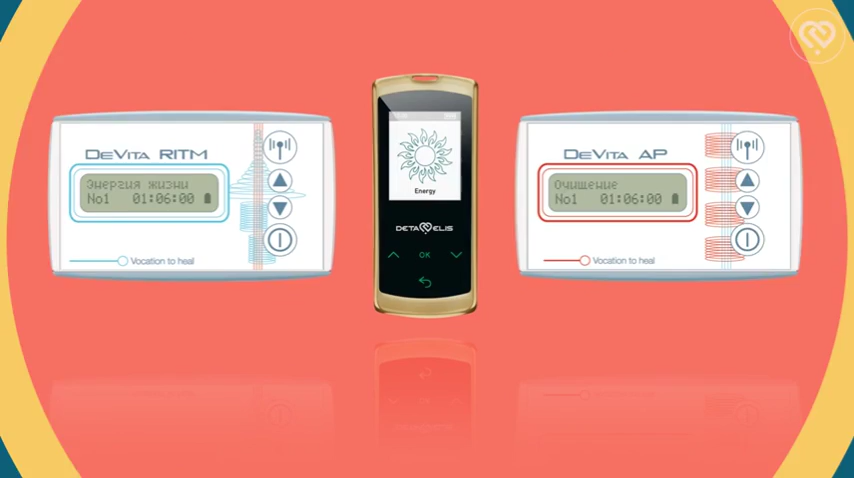 DEVITA RITM
Энергия жизни
No1 01:06:00
Vocation to heal
Energy
DETA ELIS
OK
DEVITA AP
Очищение
No1 01:06:00
Vocation to heal